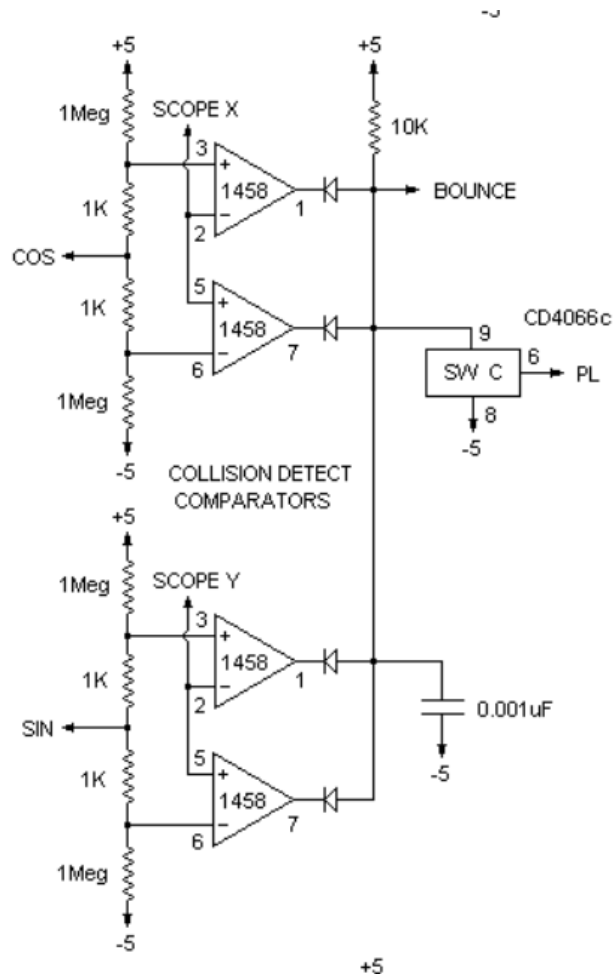 -5
+5
+5
1Meg
SCOPE X
10K
3
+
1458
1
BOUNCE
1K
−
2
COS
5
+
CD4066c
1K
1458
9
7
SW C
6
PL
−
6
8
1Meg
-5
-5
COLLISION DETECT
COMPARATORS
+5
1Meg
SCOPE Y
3
+
1458
1
1K
−
2
0.001uF
SIN
5
+
-5
1K
1458
7
−
6
1Meg
-5
+5